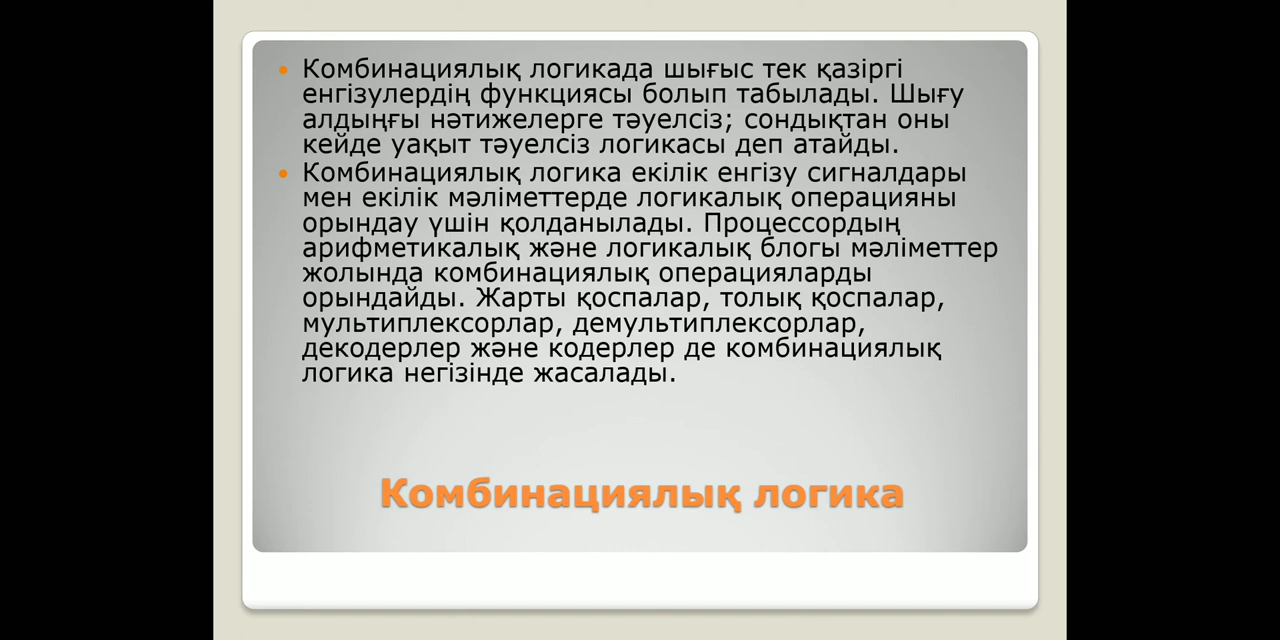 • Комбинациялық логикада шығыс тек қазіргі
енгізулердің функциясы болып табылады. Шығу
алдыңғы нәтижелерге тәуелсіз; сондықтан оны
кейде уақыт тәуелсіз логикасы деп атайды.
• Комбинациялық логика екілік енгізу сигналдары
мен екілік мәліметтерде логикалық операцияны
орындау үшін қолданылады. Процессордың
арифметикалық және логикалық блогы мәліметтер
жолында комбинациялық операцияларды
орындайды. Жарты қоспалар, толық қоспалар,
мультиплексорлар, демультиплексорлар,
декодерлер және кодерлер де комбинациялық
логика негізінде жасалады.
Комбинациялық логика